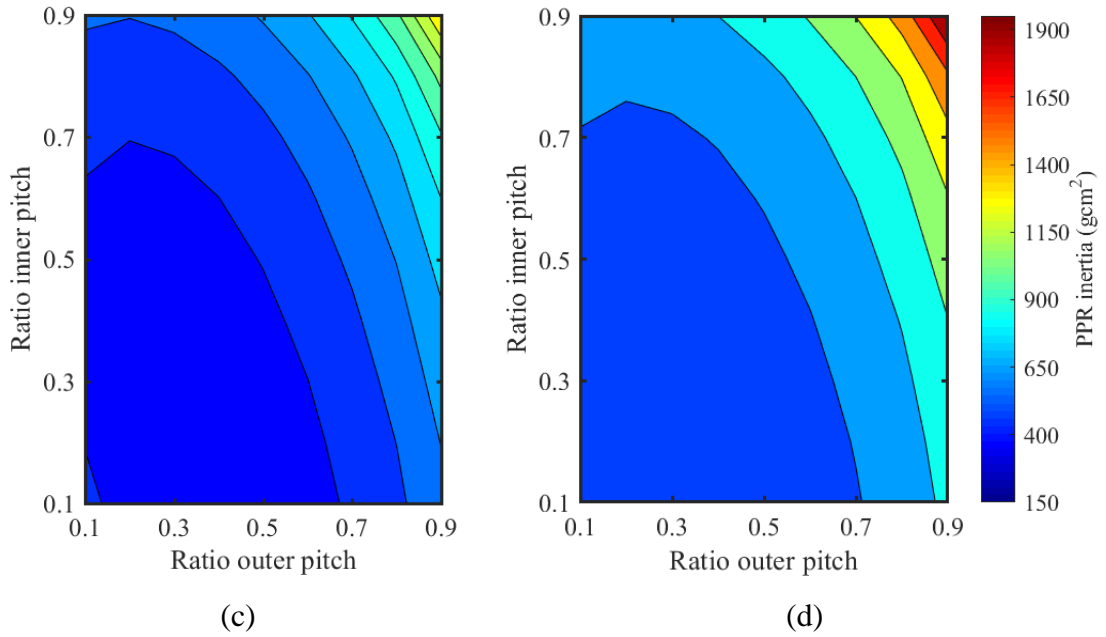 0.9
0.7
0.5
0.3
0.1
Ratio inner pitch
0.1 0.3 0.5 0.7 0.9
Ratio outer pitch
(c)
0.9
0.7
0.5
0.3
0.1
Ratio inner pitch
0.1 0.3 0.5 0.7 0.9
Ratio outer pitch
(d)
1900
1650
1400
1150
900
650
400
150
PPR inertia (gcm²)